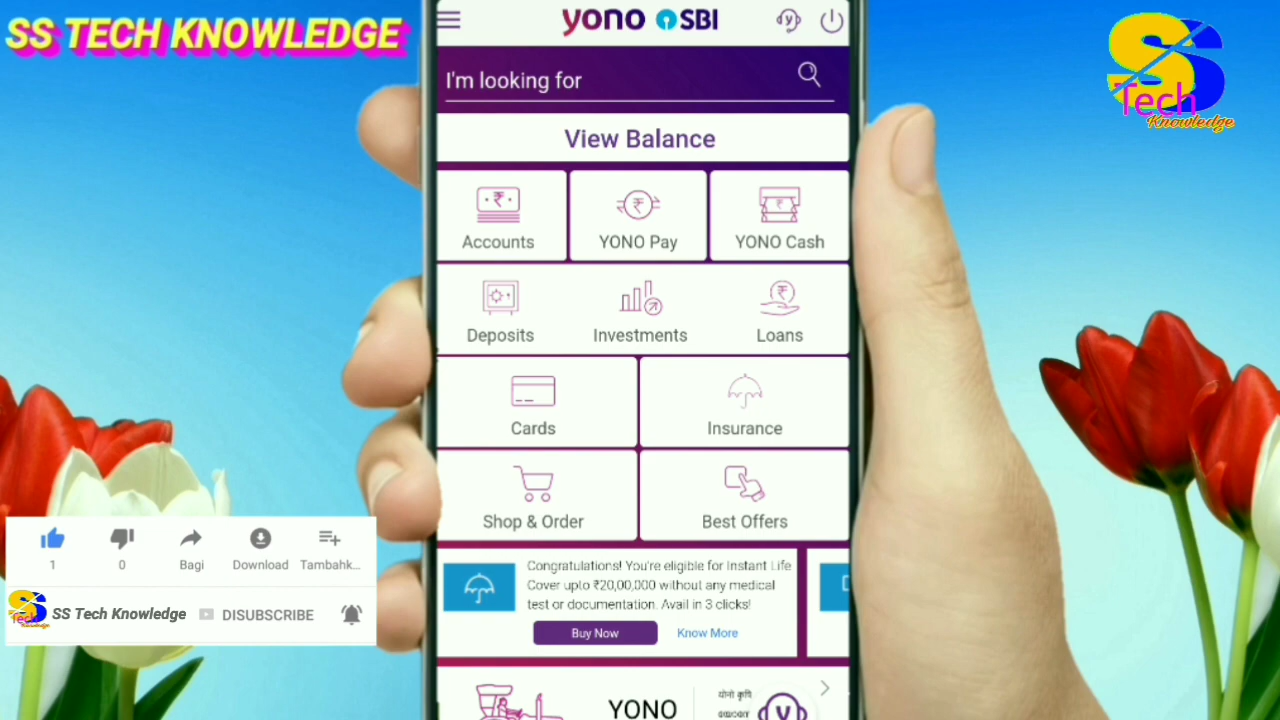 SS TECH KNOWLEDGE
yono SBI
I'm looking for
View Balance
Accounts
YONO Pay
YONO Cash
Deposits
Investments
Loans
Cards
Insurance
Shop & Order
Best Offers
Congratulations! You're eligible for Instant Life
Cover upto ₹20,00,000 without any medical
test or documentation. Avail in 3 clicks!
Buy Now
Know More
YONO
योनो कृषि
S
S
Tech
Knowledge
1
0
Bagi
Download
Tambahk...
SS Tech Knowledge
DISUBSCRIBE